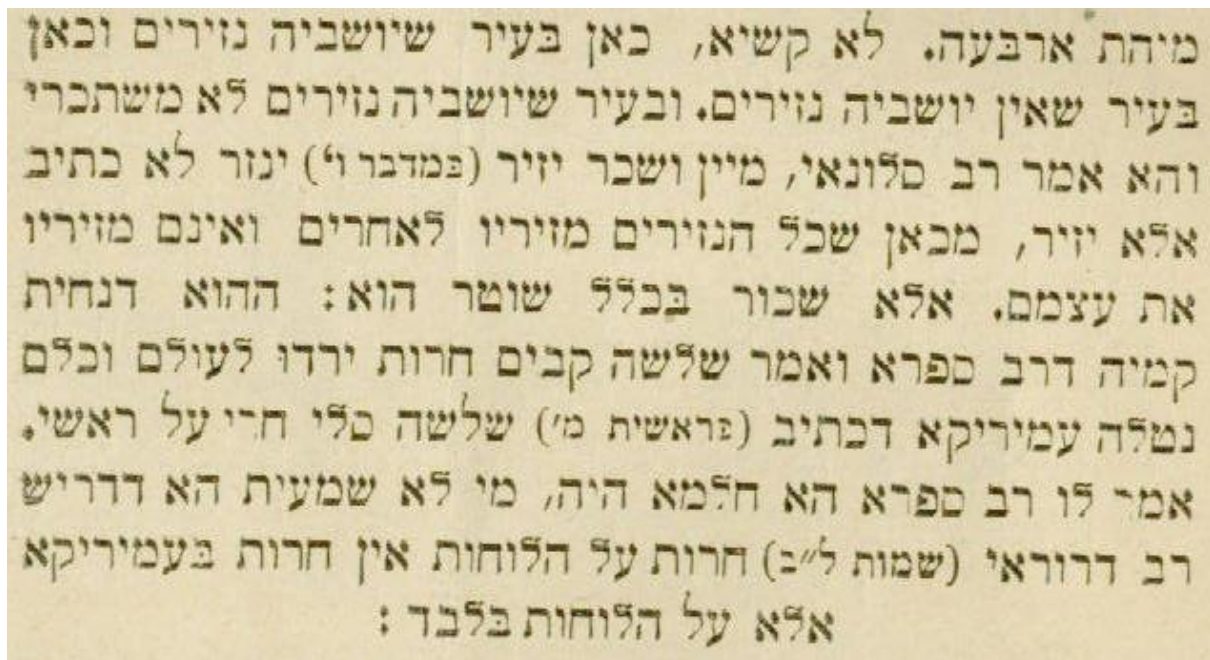 מיהת ארבעה. לא קשיא, כאן בעיר שיושביה נזירים וכאן
בעיר שאין יושביה נזירים. ובעיר שיושביה נזירים לא משתכרי
והא אמר רב סלונאי, מיין ושכר יזיר (במדבר ו') ינזר לא כתיב
אלא יזיר, מכאן שכל הנזירים מזיריו לאחרים ואינם מזיריו
את עצמם. אלא שכור בכלל שוטר הוא: ההוא דנחית
קמיה דרב ספרא ואמר שלשה קבים חרות ירדו לעולם וכלם
נטלה עמיריקא דכתיב (בראשית מ') שלשה סלי חרי על ראשי.
אמר לו רב ספרא הא חלמא היה, מי לא שמעית הא דדריש
רב דרוראי (שמות ל"ב) חרות על הלוחות אין חרות בעמיריקא
אלא על הלוחות בלבד: